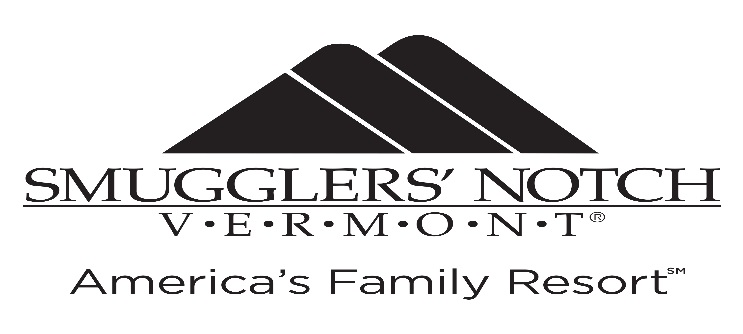 SMUGGLERS’ NOTCH
V•E•R•M•O•N•T®
America’s Family Resort℠